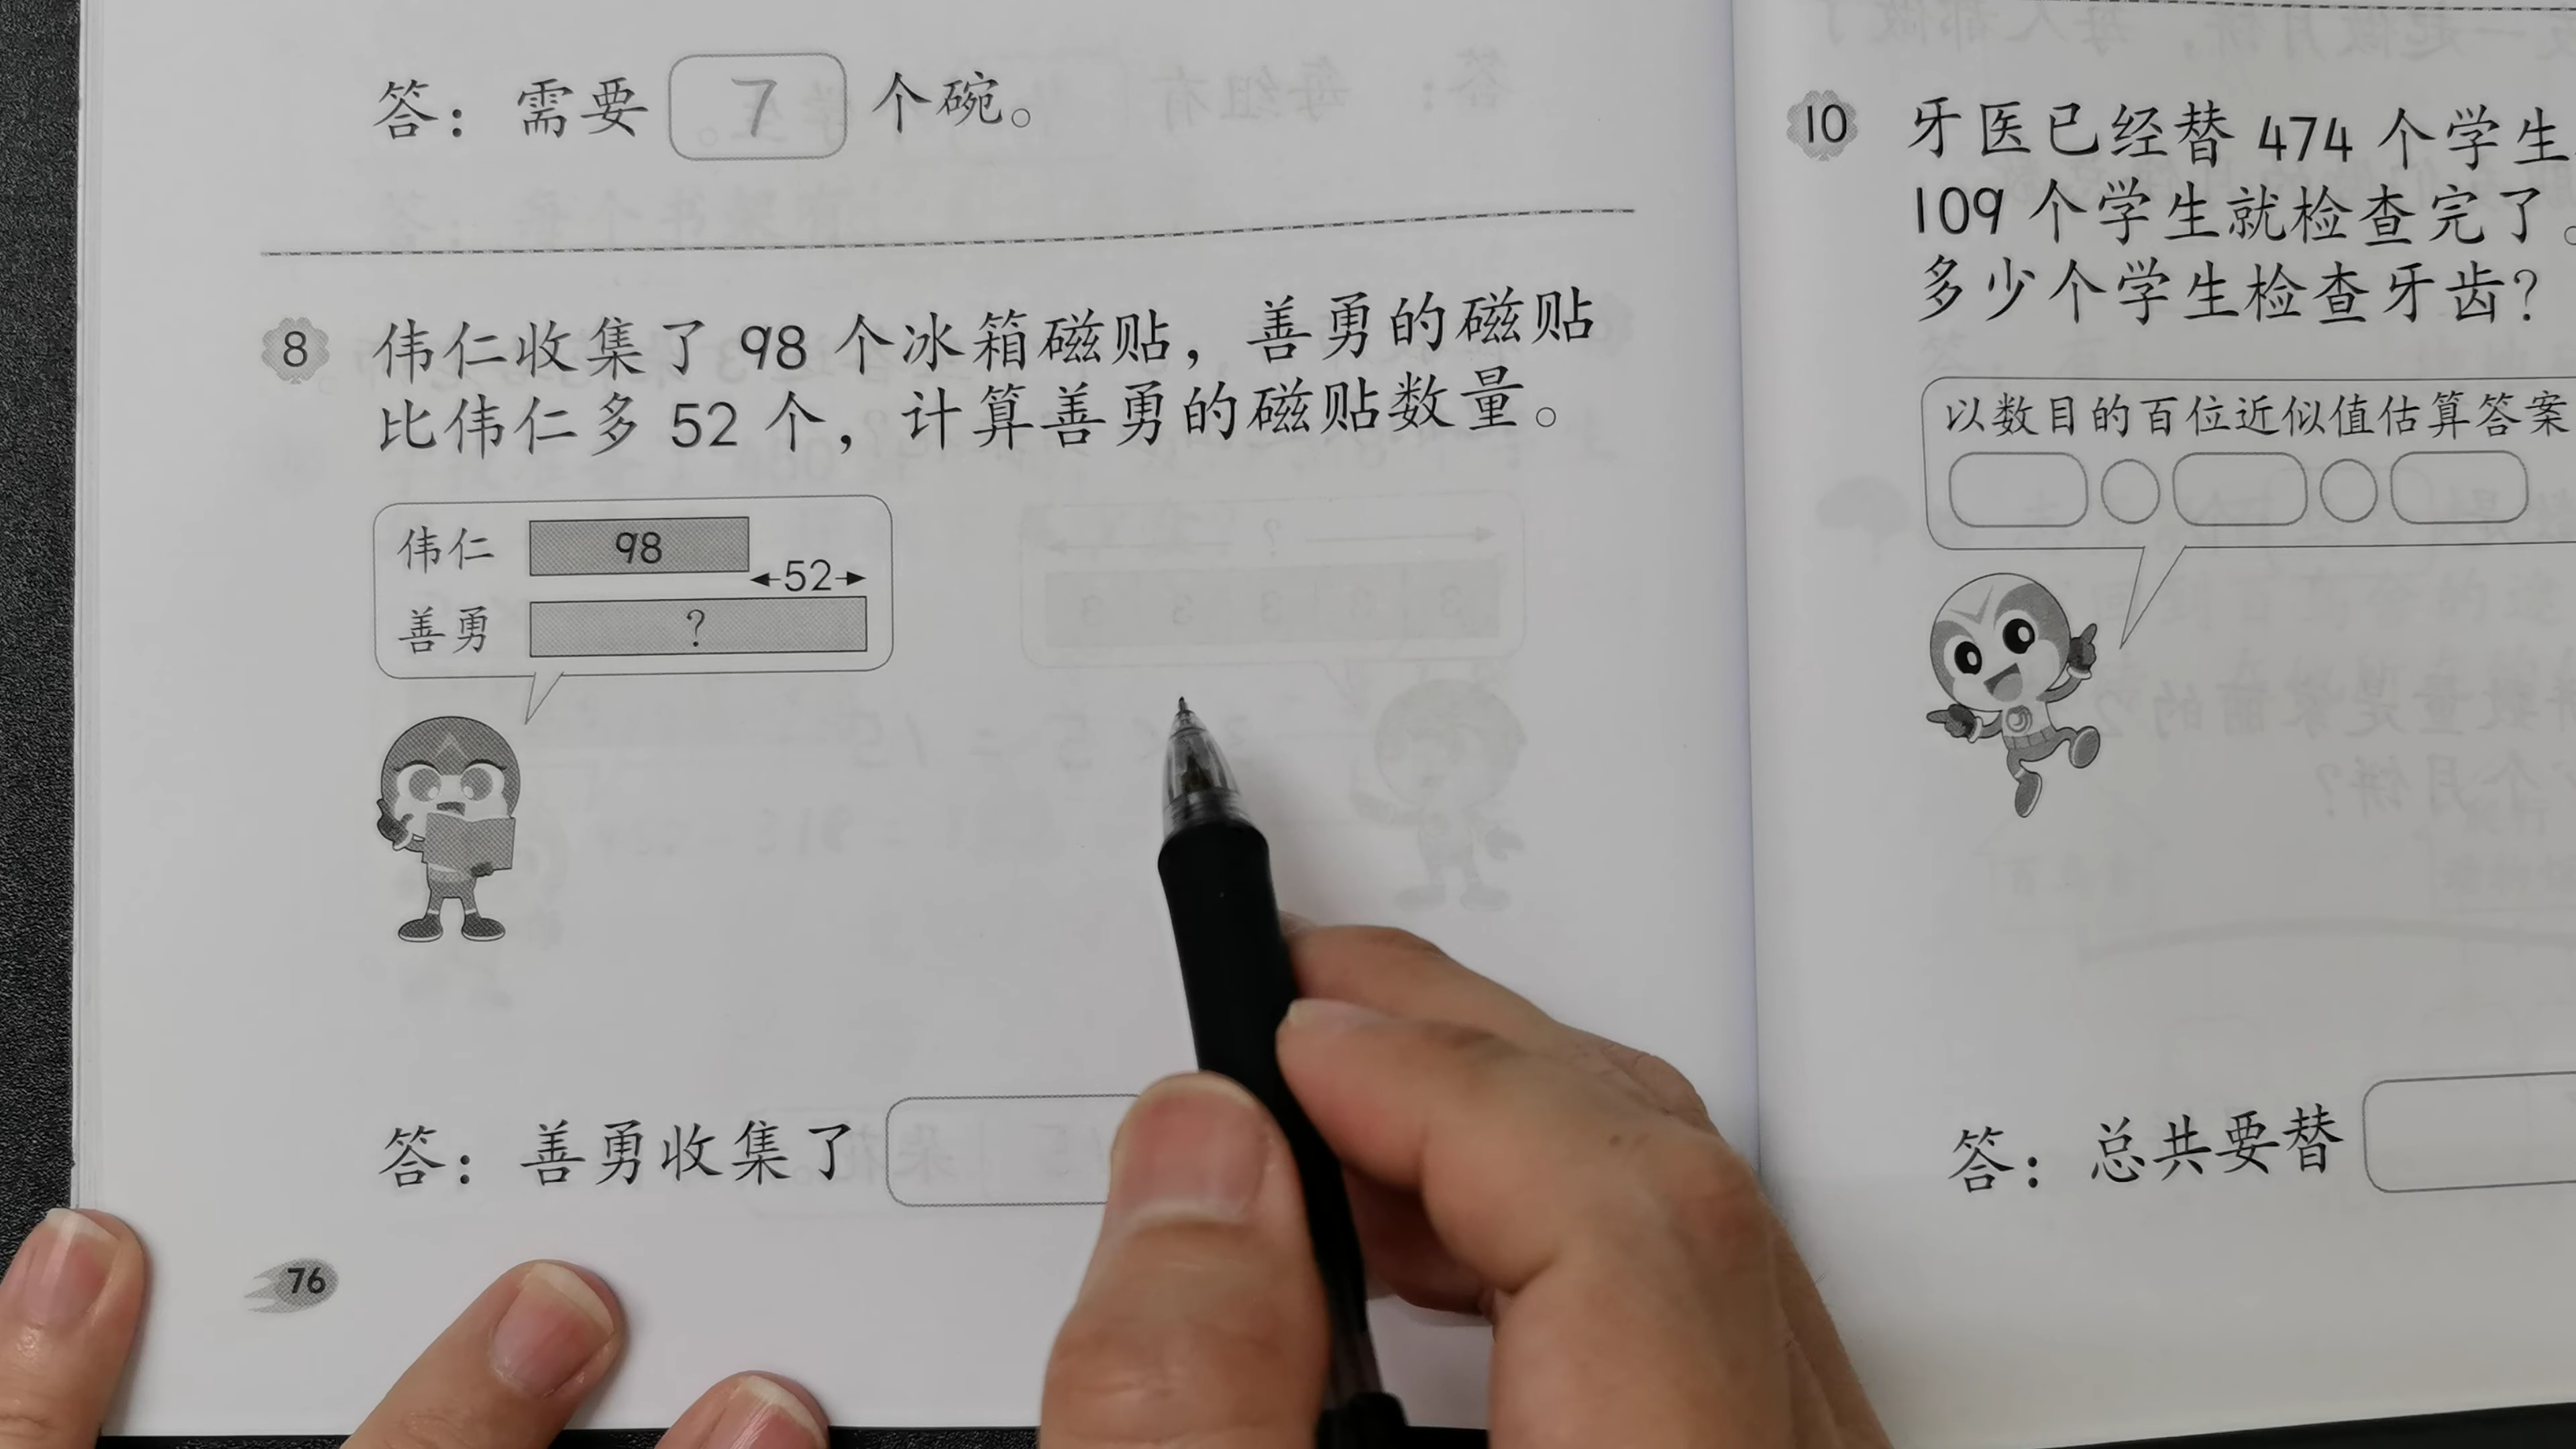 答：需要 7 个碗。
8 伟仁收集了 98 个冰箱磁贴，善勇的磁贴
比伟仁多 52 个，计算善勇的磁贴数量。
伟仁 98
52
善勇 ?
答：善勇收集了
76
10 牙医已经替 474 个学生
109 个学生就检查完了。
多少个学生检查牙齿？
以数目的百位近似值估算答案
答：总共要替